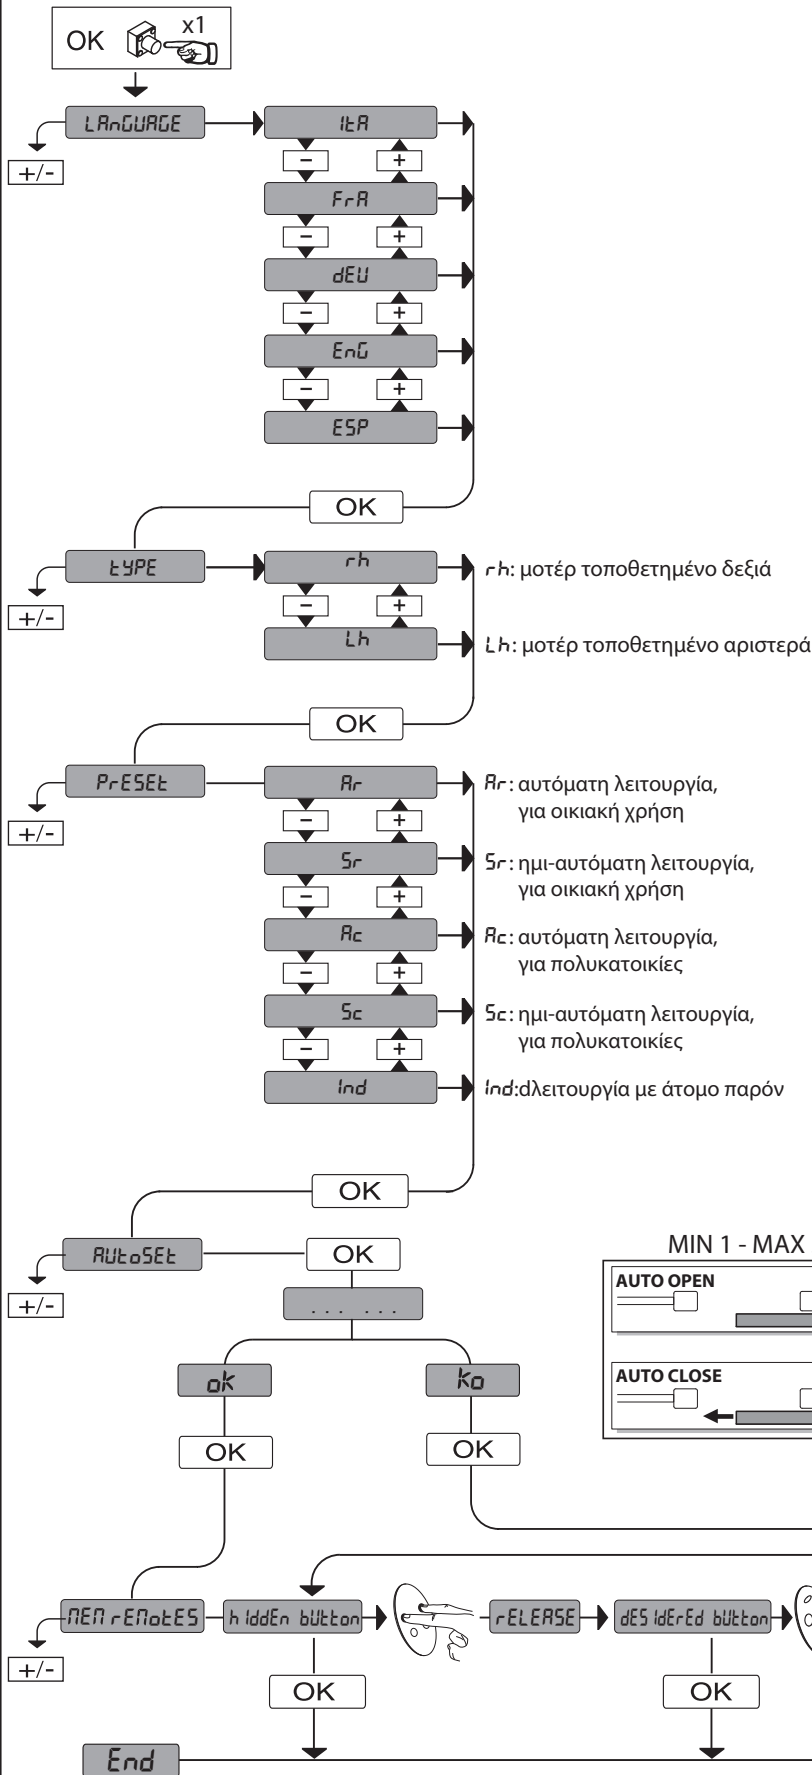 OK x1
LAnGUAGE ItA
- +
+/-
FrA
- +
dEU
- +
EnG
- +
ESP
OK
tYPE rh rh: μοτέρ τοποθετημένο δεξιά
+/- - +
Lh Lh: μοτέρ τοποθετημένο αριστερά
OK
PrESEt Ar Ar: αυτόματη λειτουργία,
για οικιακή χρήση
+/- - +
Sr Sr: ημι-αυτόματη λειτουργία,
για οικιακή χρήση
- +
Ac Ac: αυτόματη λειτουργία,
για πολυκατοικίες
- +
Sc Sc: ημι-αυτόματη λειτουργία,
για πολυκατοικίες
- +
Ind Ind:dλειτουργία με άτομο παρόν
OK
AUtoSEt OK
MIN 1 - MAX
+/-
... ...
AUTO OPEN
ok ko
AUTO CLOSE
OK OK
MEM rEMotES hIddEn bUtton rELEASE dESIdErEd bUtton
+/-
OK OK
End